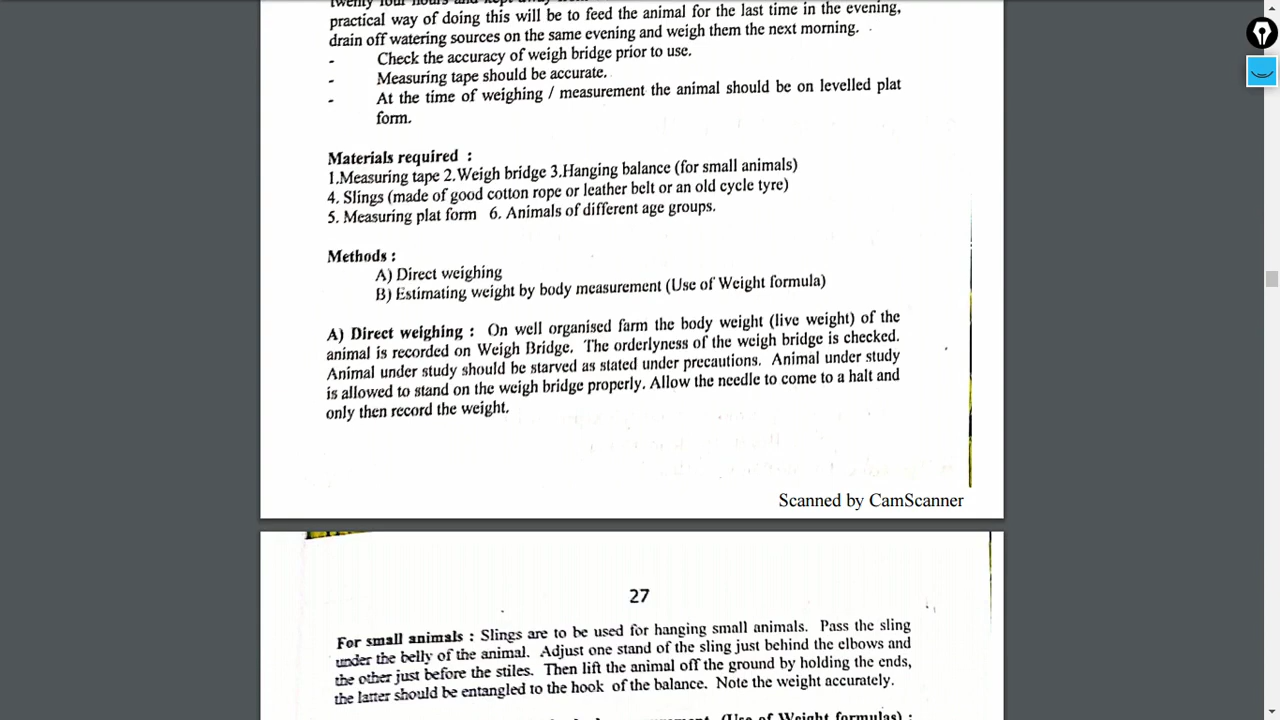 twenty four hours and kept away from
practical way of doing this will be to feed the animal for the last time in the evening,
drain off watering sources on the same evening and weigh them the next morning.
- Check the accuracy of weigh bridge prior to use.
- Measuring tape should be accurate.
- At the time of weighing / measurement the animal should be on levelled plat
form.
Materials required :
1.Measuring tape 2.Weigh bridge 3.Hanging balance (for small animals)
4. Slings (made of good cotton rope or leather belt or an old cycle tyre)
5. Measuring plat form 6. Animals of different age groups.
Methods :
A) Direct weighing
B) Estimating weight by body measurement (Use of Weight formula)
A) Direct weighing : On well organised farm the body weight (live weight) of the
animal is recorded on Weigh Bridge. The orderlyness of the weigh bridge is checked.
Animal under study should be starved as stated under precautions. Animal under study
is allowed to stand on the weigh bridge properly. Allow the needle to come to a halt and
only then record the weight.
Scanned by CamScanner
27
For small animals : Slings are to be used for hanging small animals. Pass the sling
under the belly of the animal. Adjust one stand of the sling just behind the elbows and
the other just before the stiles. Then lift the animal off the ground by holding the ends,
the latter should be entangled to the hook of the balance. Note the weight accurately.
(Use of Weight formulas) :